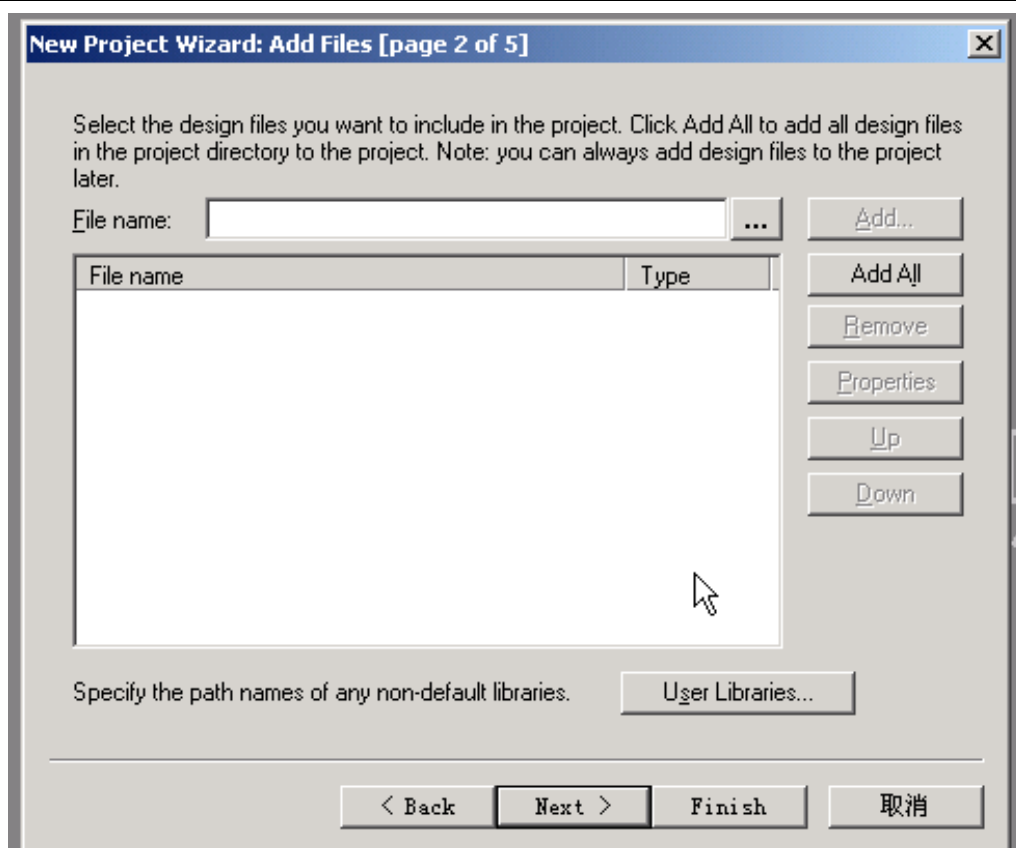 New Project Wizard: Add Files [page 2 of 5]
Select the design files you want to include in the project. Click Add All to add all design files
in the project directory to the project. Note: you can always add design files to the project
later.
File name:
...
Add...
File name
Type
Add All
Remove
Properties
Up
Down
Specify the path names of any non-default libraries.
User Libraries...
< Back
Next >
Finish
取消